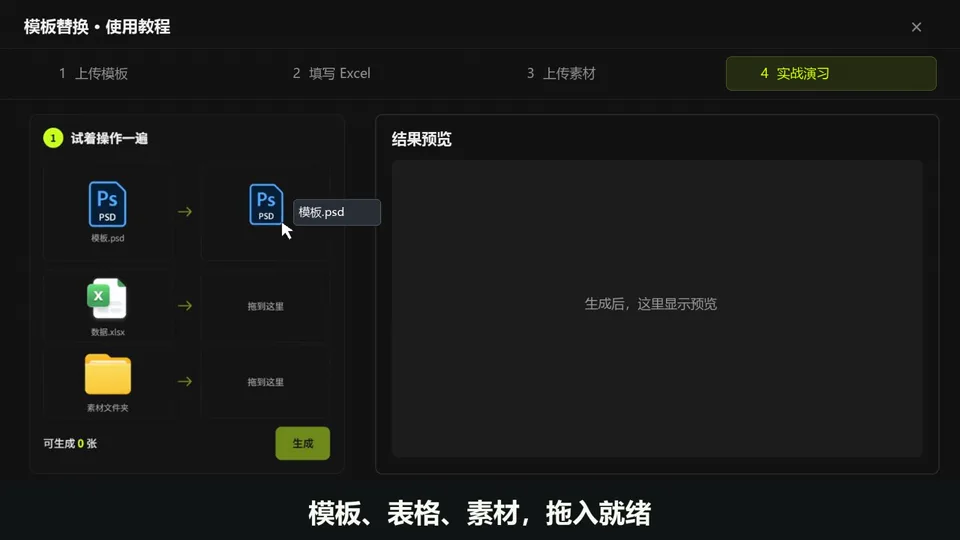 模板替换 • 使用教程
1 上传模板
2 填写 Excel
3 上传素材
4 实战演习
1 试着操作一遍
Ps
PSD
模板.psd
Ps
PSD
模板.psd
X
数据.xlsx
拖到这里
素材文件夹
拖到这里
可生成 0 张
生成
结果预览
生成后，这里显示预览
模板、表格、素材，拖入就绪